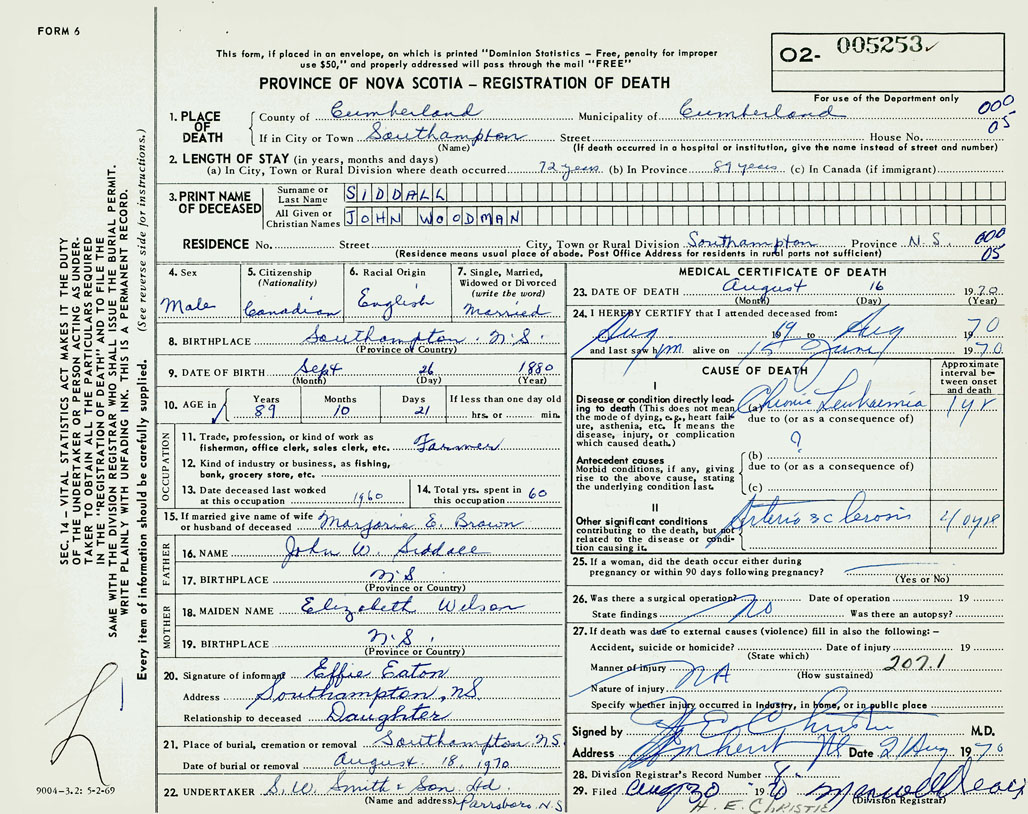 FORM 6
This form, if placed in an envelope, on which is printed "Dominion Statistics – Free, penalty for improper
use $50," and properly addressed will pass through the mail "FREE"
PROVINCE OF NOVA SCOTIA – REGISTRATION OF DEATH
O2- 005253
For use of the Department only
SEC. 14 – VITAL STATISTICS ACT MAKES IT THE DUTY
OF THE UNDERTAKER OR PERSON ACTING AS UNDER-
TAKER TO OBTAIN ALL THE PARTICULARS REQUIRED
IN THE "REGISTRATION OF DEATH" AND TO FILE THE
SAME WITH THE DIVISION REGISTRAR WHO SHALL ISSUE THE BURIAL PERMIT.
WRITE PLAINLY WITH UNFADING INK. THIS IS A PERMANENT RECORD.
Every item of information should be carefully supplied. (See reverse side for instructions.)
1. PLACE OF DEATH
County of Cumberland Municipality of Cumberland 000
If in City or Town Southampton Street House No. 05
(Name) (If death occurred in a hospital or institution, give the name instead of street and number)
2. LENGTH OF STAY (in years, months and days)
(a) In City, Town or Rural Division where death occurred 72 years (b) In Province 89 years (c) In Canada (if immigrant)
3. PRINT NAME OF DECEASED
Surname or Last Name SIDDALL
All Given or Christian Names JOHN WOODMAN
RESIDENCE No. Street City, Town or Rural Division Southampton Province N.S. 000
(Residence means usual place of abode. Post Office Address for residents in rural parts not sufficient) 05
4. Sex
Male
5. Citizenship
(Nationality)
Canadian
6. Racial Origin
English
7. Single, Married,
Widowed or Divorced
(write the word)
Married
8. BIRTHPLACE Southampton N.S.
(Province or Country)
9. DATE OF BIRTH Sept 26 1880
(Month) (Day) (Year)
10. AGE in
Years Months Days If less than one day old
89 10 21 hrs. or min.
OCCUPATION
11. Trade, profession, or kind of work as
fisherman, office clerk, sales clerk, etc. Farmer
12. Kind of industry or business, as fishing,
bank, grocery store, etc.
13. Date deceased last worked
at this occupation 1960
14. Total yrs. spent in
this occupation 60
15. If married give name of wife
or husband of deceased Marjorie E. Brown
FATHER
16. NAME John W. Siddall
17. BIRTHPLACE N.S
(Province or Country)
MOTHER
18. MAIDEN NAME Elizabeth Wilson
19. BIRTHPLACE N.S.
(Province or Country)
20. Signature of informant Effie Eaton
Address Southampton, NS
Relationship to deceased Daughter
21. Place of burial, cremation or removal Southampton NS.
Date of burial or removal August 18, 1970
22. UNDERTAKER S. W. Smith & Son Ltd.
(Name and address) Parrsboro, N.S
9004-3.2: 5-2-69
MEDICAL CERTIFICATE OF DEATH
23. DATE OF DEATH August 16 1970
(Month) (Day) (Year)
24. I HEREBY CERTIFY that I attended deceased from:
Aug 1969 to Aug 1970
and last saw him alive on 15 June 1970
CAUSE OF DEATH
Approximate
interval be-
tween onset
and death
I
Disease or condition directly lead-
ing to death (This does not mean
the mode of dying, e.g., heart fail-
ure, asthenia, etc. It means the
disease, injury, or complication
which caused death.)
(a) Chronic Leukaemia 1 yr
due to (or as a consequence of)
?
Antecedent causes
Morbid conditions, if any, giving
rise to the above cause, stating
the underlying condition last.
(b)
due to (or as a consequence of)
(c)
II
Other significant conditions
contributing to the death, but not
related to the disease or condi-
tion causing it.
Arterio sclerosis
25. If a woman, did the death occur either during
pregnancy or within 90 days following pregnancy?
(Yes or No)
26. Was there a surgical operation? No Date of operation 19
State findings Was there an autopsy?
27. If death was due to external causes (violence) fill in also the following: –
Accident, suicide or homicide? Date of injury 19
(State which) 207.1
Manner of injury NA (How sustained)
Nature of injury
Specify whether injury occurred in industry, in home, or in public place
Signed by H E Christie M.D.
Address Amherst NS Date 21 Aug 1970
28. Division Registrar's Record Number 8
29. Filed Aug 30 1970 Maxwell
(Division Registrar)
H. E. CHRISTIE